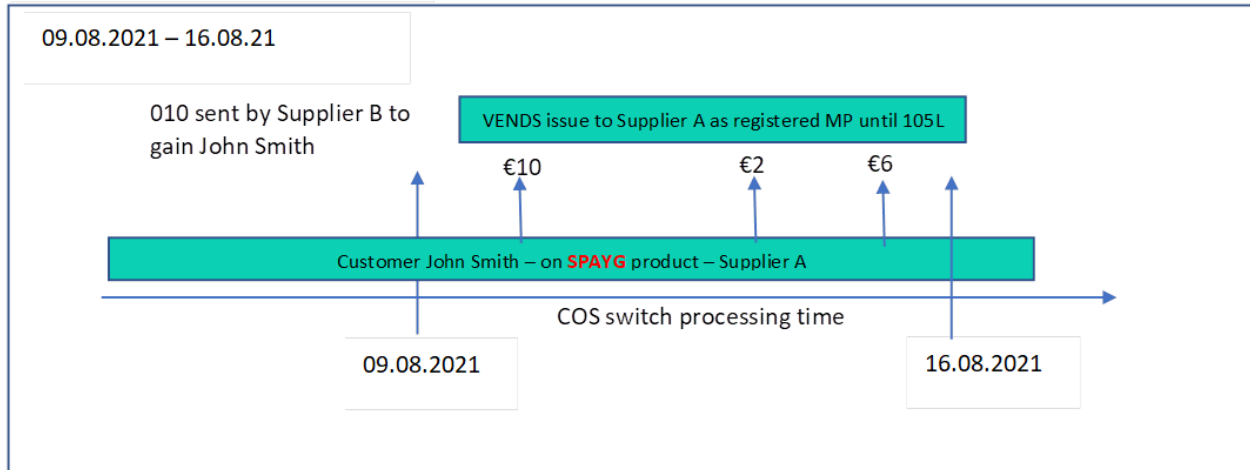 09.08.2021 – 16.08.21
010 sent by Supplier B to
gain John Smith
VENDS issue to Supplier A as registered MP until 105L
€10
€2
€6
Customer John Smith – on SPAYG product – Supplier A
COS switch processing time
09.08.2021
16.08.2021